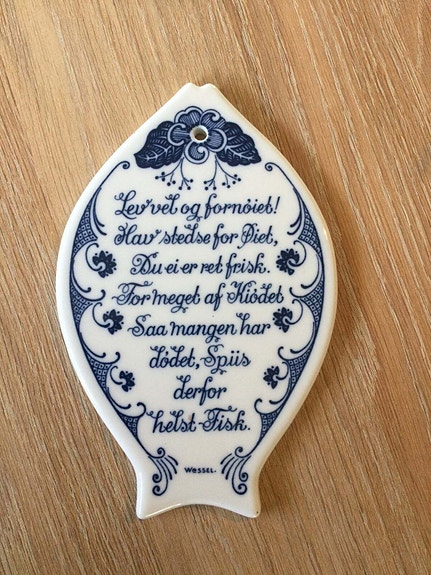 Lev vel og fornöiet!
Hav stedse for Öiet,
Du ei er ret frisk.
For meget af Kiödet
Saa mangen har
dödet, Spiis
derfor
helst Fisk.
WESSEL.